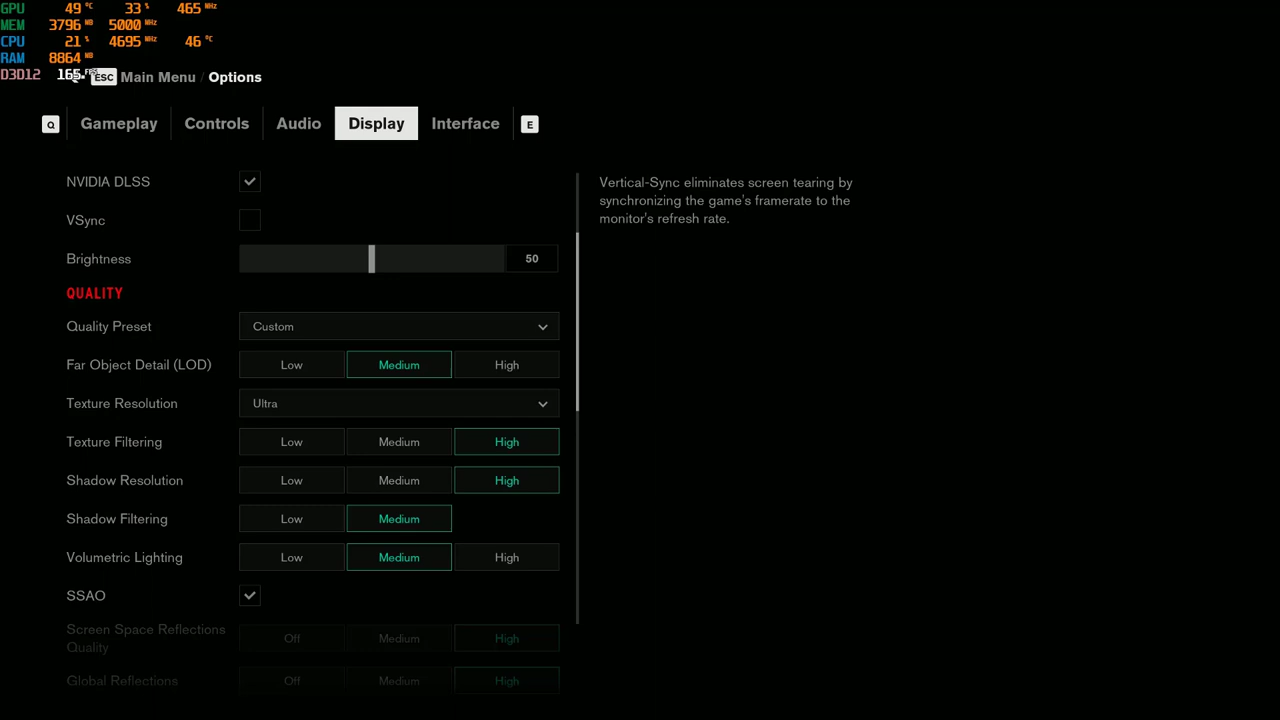 GPU 49 °C 33 % 465 MHz
MEM 3796 MB 5000 MHz
CPU 21 % 4695 MHz 46 °C
RAM 8864 MB
D3D12 165 FPS
ESC Main Menu / Options
Q Gameplay Controls Audio Display Interface E
NVIDIA DLSS
VSync
Brightness 50
QUALITY
Quality Preset Custom
Far Object Detail (LOD) Low Medium High
Texture Resolution Ultra
Texture Filtering Low Medium High
Shadow Resolution Low Medium High
Shadow Filtering Low Medium
Volumetric Lighting Low Medium High
SSAO
Screen Space Reflections
Quality Off Medium High
Global Reflections Off Medium High
Vertical-Sync eliminates screen tearing by
synchronizing the game's framerate to the
monitor's refresh rate.